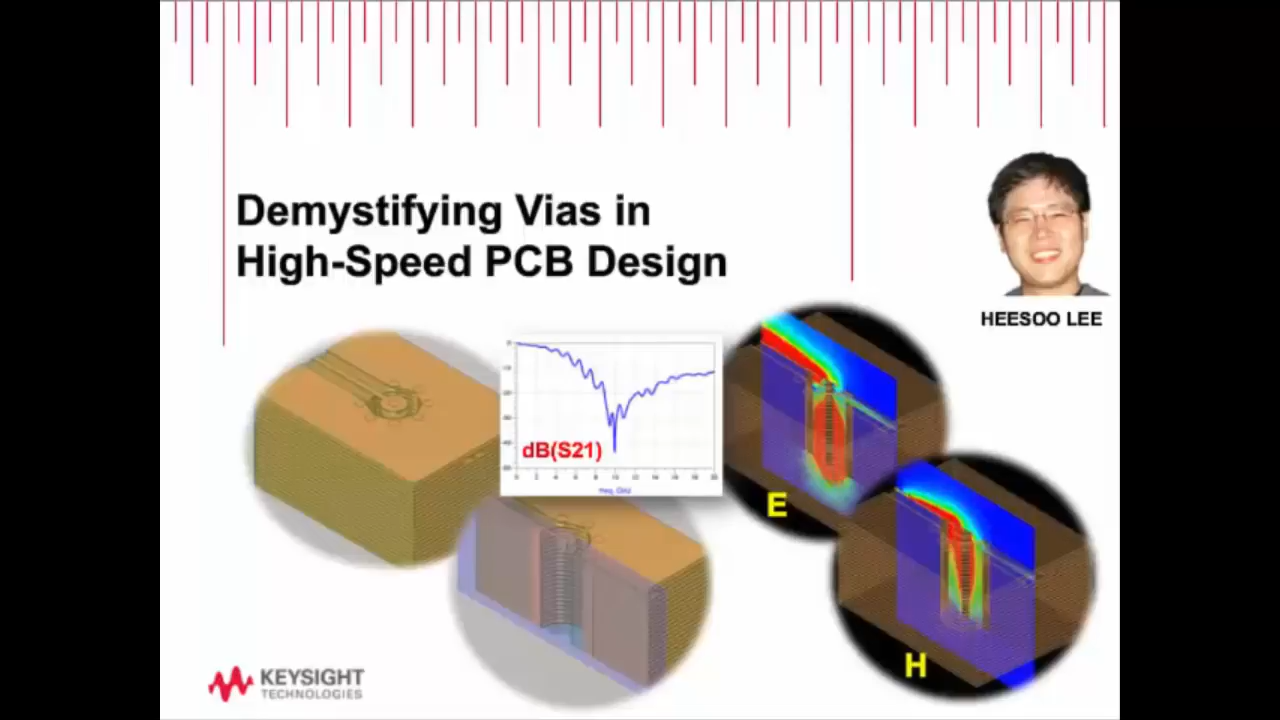 Demystifying Vias in
High-Speed PCB Design
HEESOO LEE
dB(S21)
E
H
KEYSIGHT
TECHNOLOGIES